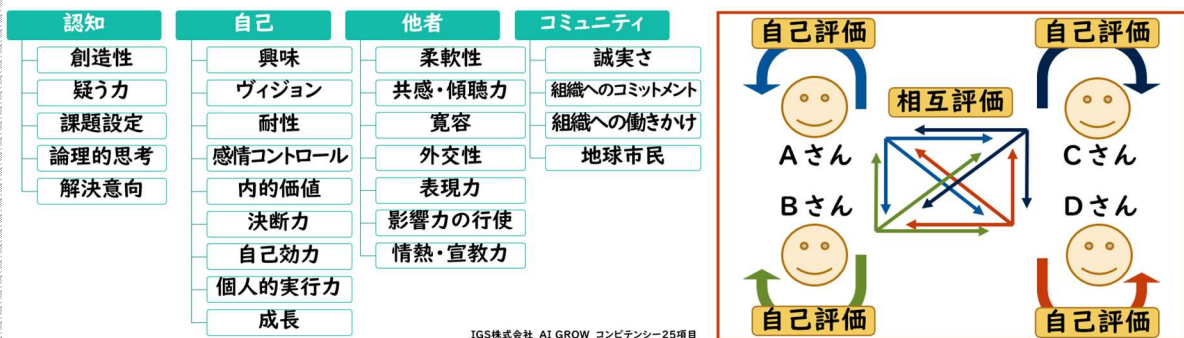 認知
創造性
疑う力
課題設定
論理的思考
解決意向
自己
興味
ヴィジョン
耐性
感情コントロール
内的価値
決断力
自己効力
個人的実行力
成長
他者
柔軟性
共感・傾聴力
寛容
外交性
表現力
影響力の行使
情熱・宣教力
コミュニティ
誠実さ
組織へのコミットメント
組織への働きかけ
地球市民
IGS株式会社 AI GROW コンピテンシー25項目
自己評価
自己評価
相互評価
Aさん
Cさん
Bさん
Dさん
自己評価
自己評価